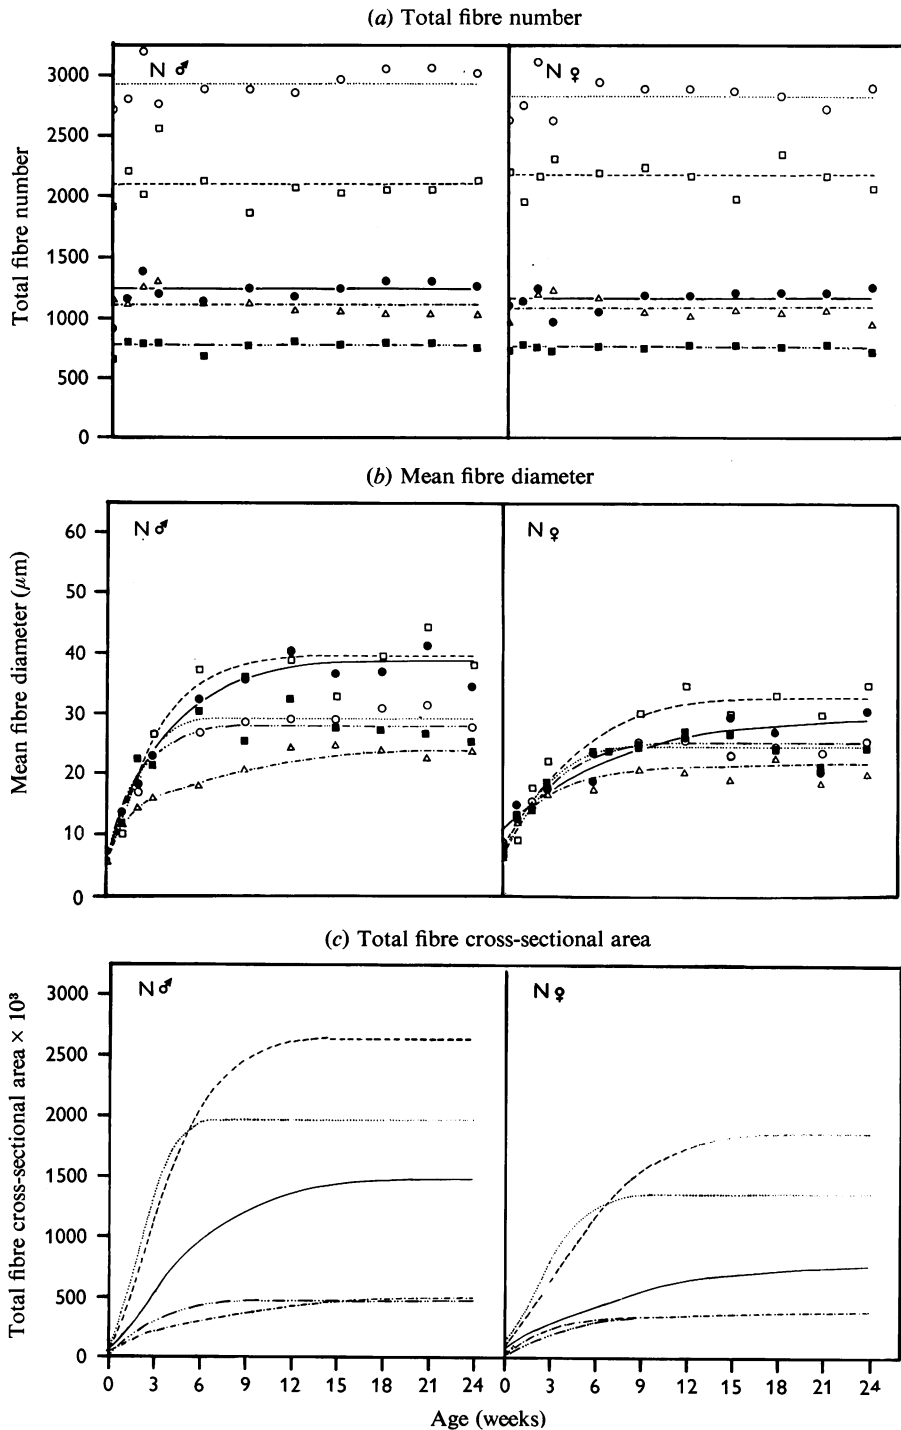 (a) Total fibre number
Total fibre number
3000
2500
2000
1500
1000
500
0
N ♂
N ♀
(b) Mean fibre diameter
Mean fibre diameter (μm)
60
50
40
30
20
10
0
N ♂
N ♀
(c) Total fibre cross-sectional area
Total fibre cross-sectional area × 10³
3000
2500
2000
1500
1000
500
0
N ♂
N ♀
0 3 6 9 12 15 18 21 24 0 3 6 9 12 15 18 21 24
Age (weeks)